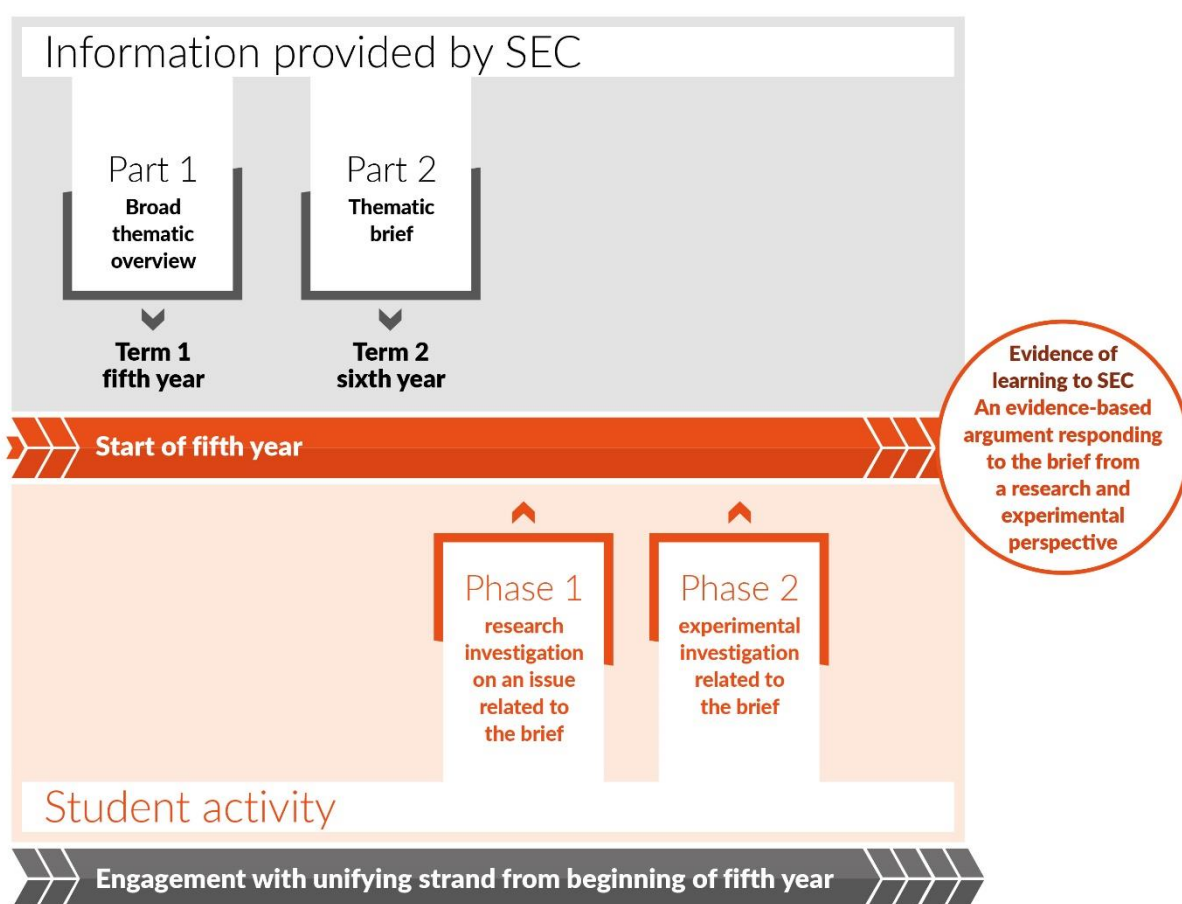 Information provided by SEC
Part 1
Broad
thematic
overview
Term 1
fifth year
Part 2
Thematic
brief
Term 2
sixth year
Start of fifth year
Evidence of
learning to SEC
An evidence-based
argument responding
to the brief from
a research and
experimental
perspective
Phase 1
research
investigation
on an issue
related to
the brief
Phase 2
experimental
investigation
related to
the brief
Student activity
Engagement with unifying strand from beginning of fifth year